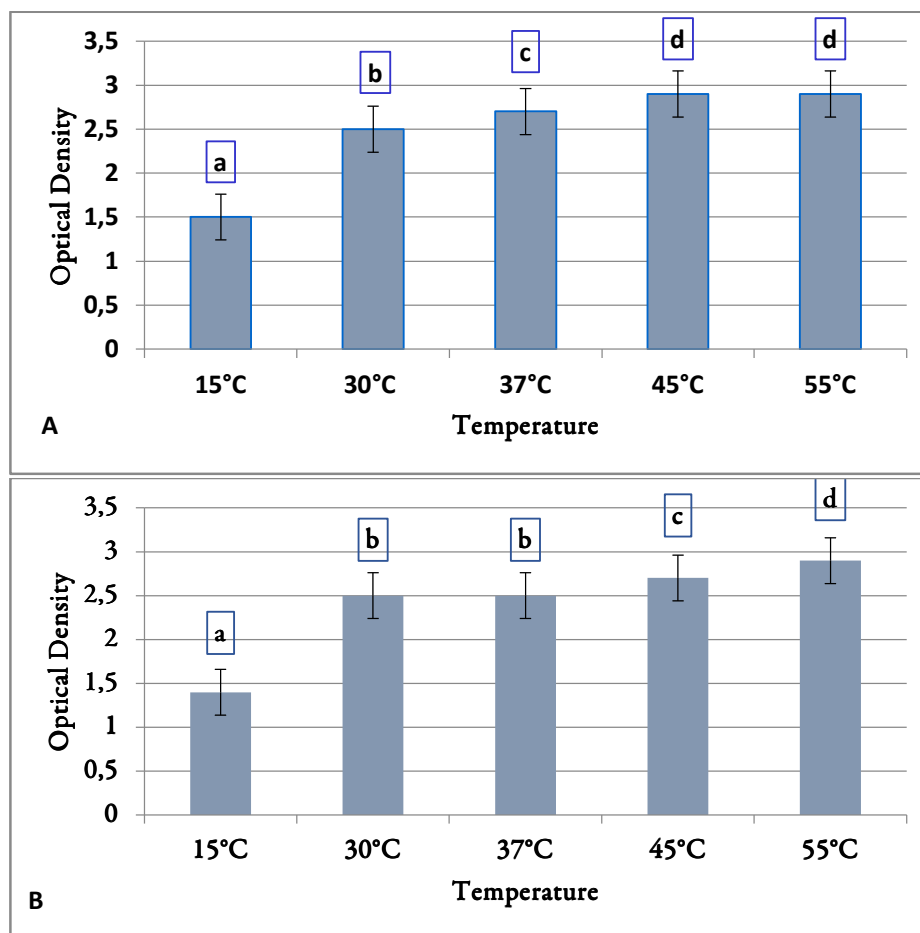 3,5
3
2,5
2
1,5
1
0,5
0
Optical Density
a
b
c
d
d
15°C 30°C 37°C 45°C 55°C
Temperature
A
3,5
3
2,5
2
1,5
1
0,5
0
Optical Density
a
b
b
c
d
15°C 30°C 37°C 45°C 55°C
Temperature
B